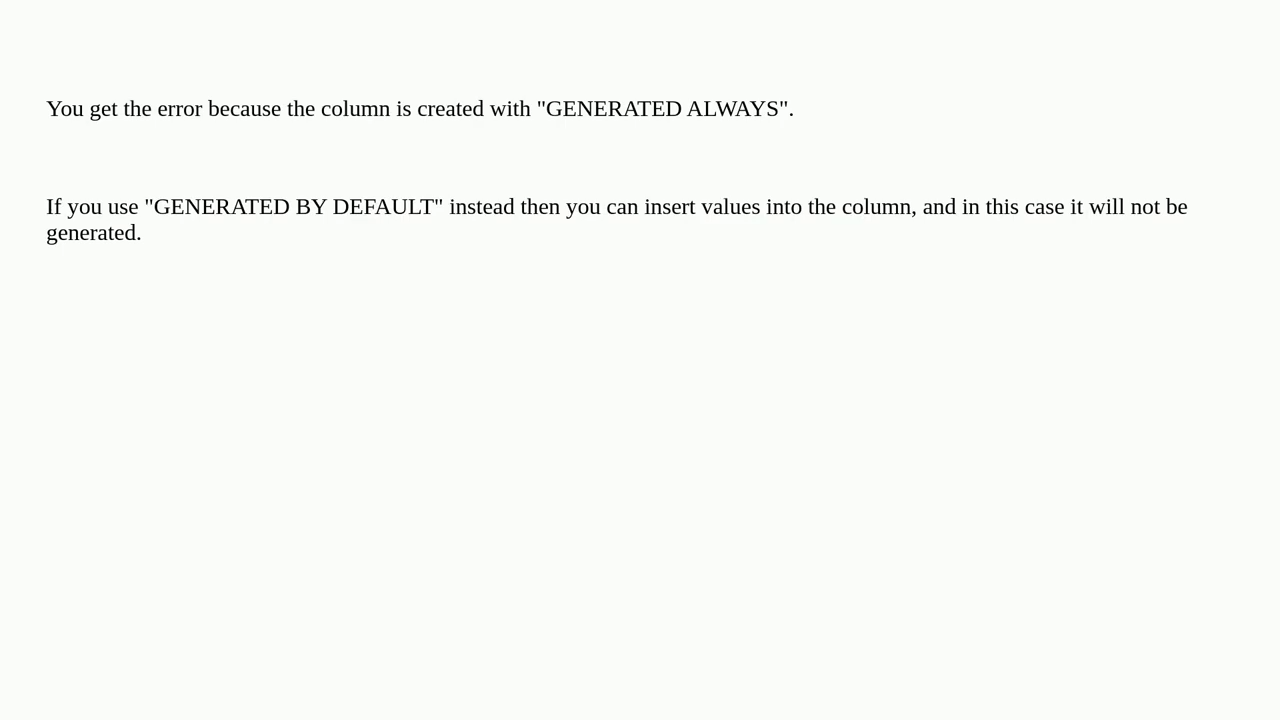 You get the error because the column is created with "GENERATED ALWAYS".
If you use "GENERATED BY DEFAULT" instead then you can insert values into the column, and in this case it will not be
generated.